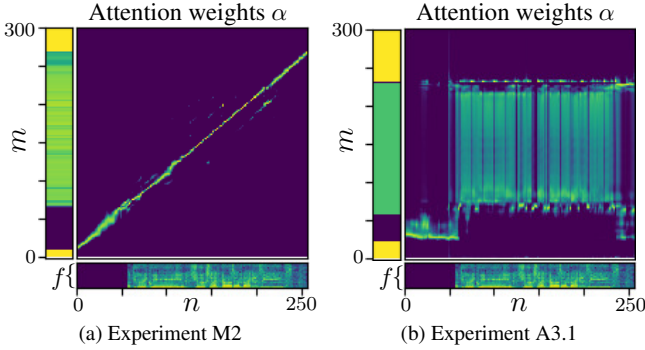 Attention weights α
300
m
0
f{
0
n
250
(a) Experiment M2
Attention weights α
300
m
0
f{
0
n
250
(b) Experiment A3.1